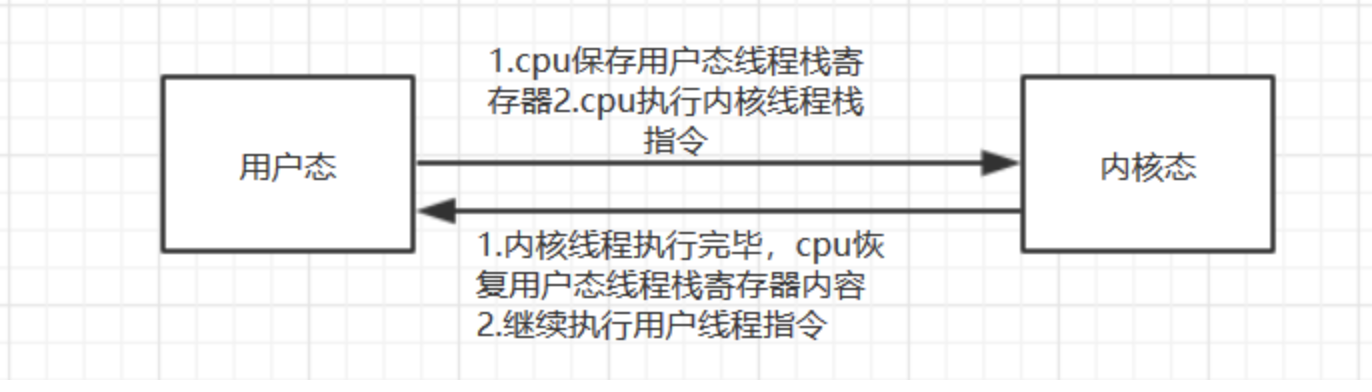 1.cpu保存用户态线程栈寄
存器2.cpu执行内核线程栈
指令
用户态
内核态
1.内核线程执行完毕，cpu恢
复用户态线程栈寄存器内容
2.继续执行用户线程指令